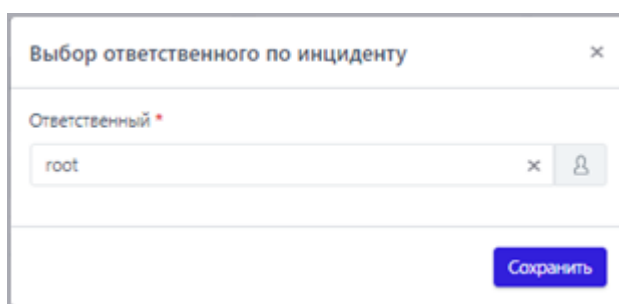 Выбор ответственного по инциденту
Ответственный *
root
Сохранить